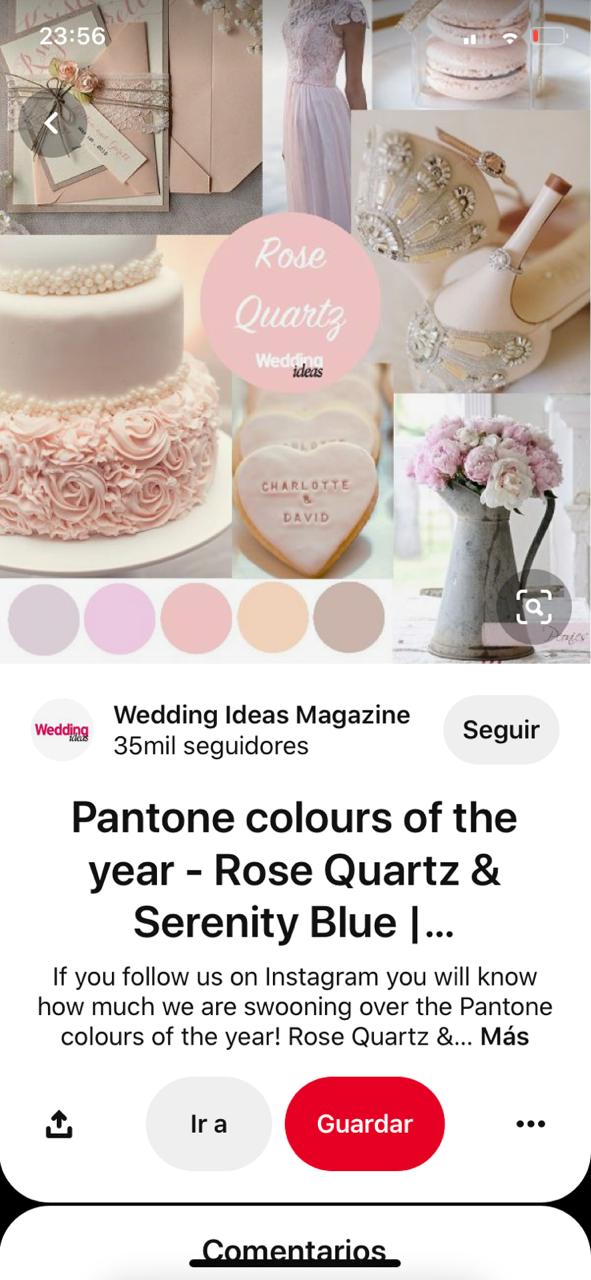 23:56
Rose
Quartz
Wedding
ideas
CHARLOTTE
&
DAVID
Peonies
Wedding
ideas
Wedding Ideas Magazine
35mil seguidores
Seguir
Pantone colours of the
year - Rose Quartz &
Serenity Blue |...
If you follow us on Instagram you will know
how much we are swooning over the Pantone
colours of the year! Rose Quartz &... Más
Ir a
Guardar
Comentarios